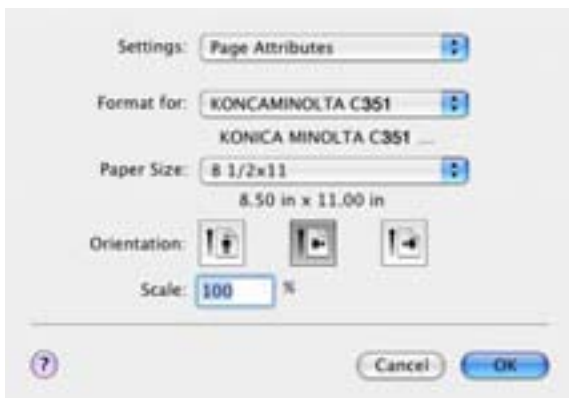 Settings: Page Attributes
Format for: KONCAMINOLTA C351
KONICA MINOLTA C351 ...
Paper Size: 8 1/2x11
8.50 in x 11.00 in
Orientation:
Scale: 100 %
? Cancel OK